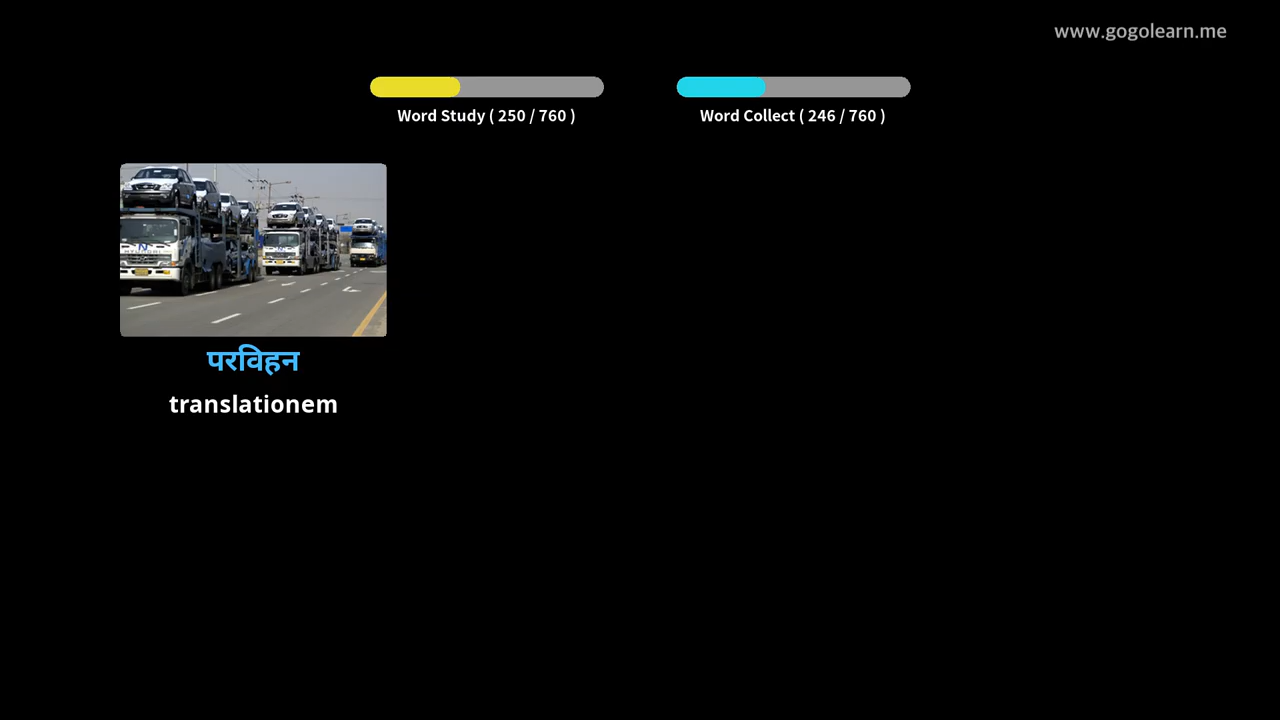 www.gogolearn.me
Word Study ( 250 / 760 )
Word Collect ( 246 / 760 )
परविहन
translationem